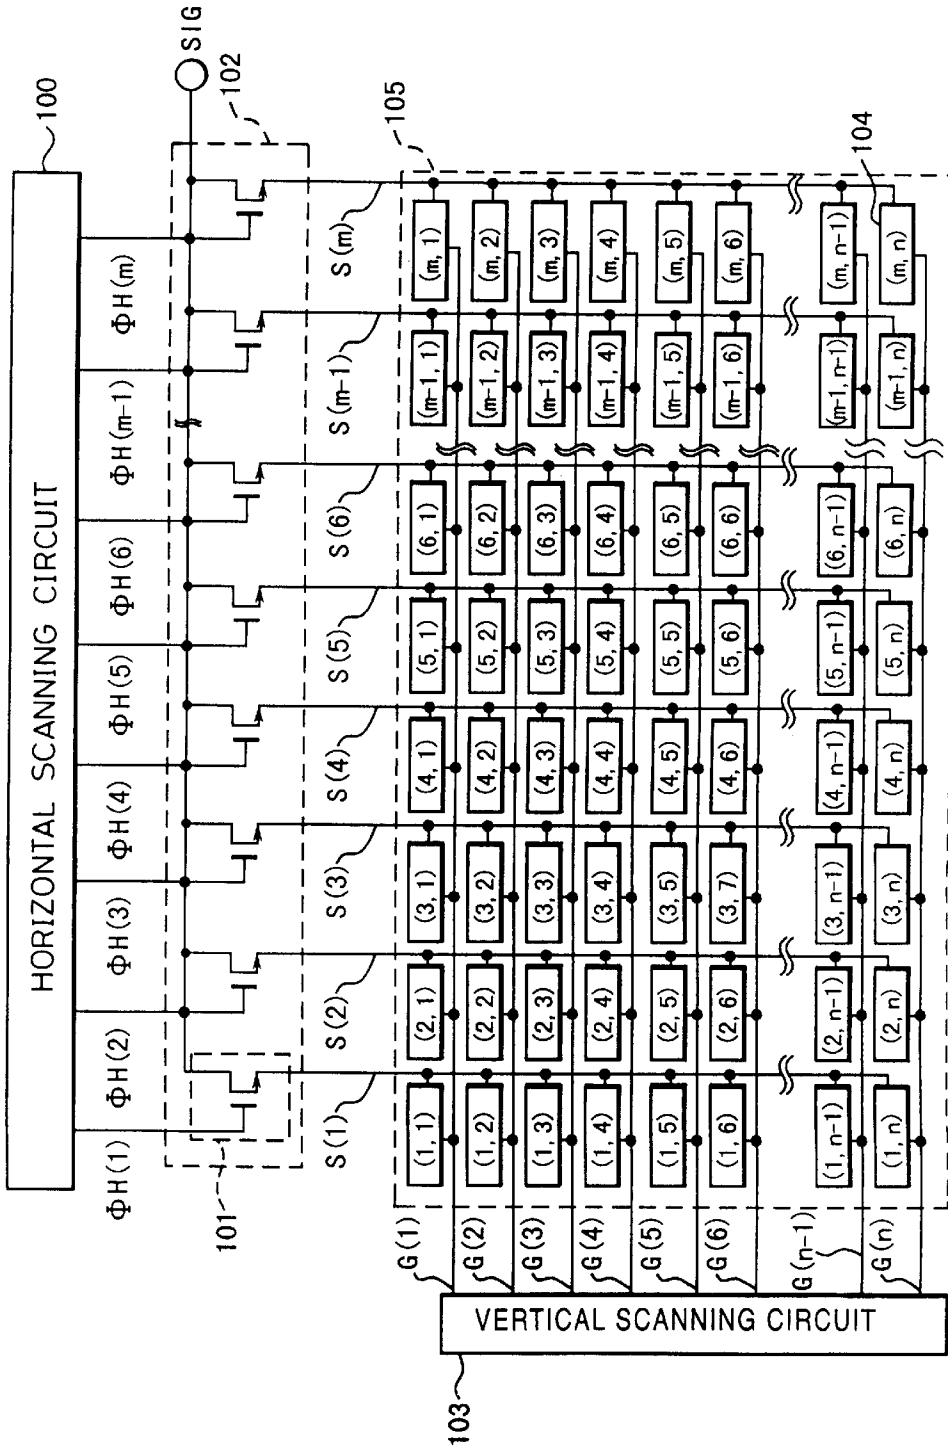 HORIZONTAL SCANNING CIRCUIT
100
ΦH(1) ΦH(2) ΦH(3) ΦH(4) ΦH(5) ΦH(6) ΦH(m-1) ΦH(m)
SIG
101
102
S(1) S(2) S(3) S(4) S(5) S(6) S(m-1) S(m)
105
G(1)
(1, 1) (2, 1) (3, 1) (4, 1) (5, 1) (6, 1) (m-1, 1) (m, 1)
G(2)
(1, 2) (2, 2) (3, 2) (4, 2) (5, 2) (6, 2) (m-1, 2) (m, 2)
G(3)
(1, 3) (2, 3) (3, 3) (4, 3) (5, 3) (6, 3) (m-1, 3) (m, 3)
G(4)
(1, 4) (2, 4) (3, 4) (4, 4) (5, 4) (6, 4) (m-1, 4) (m, 4)
G(5)
(1, 5) (2, 5) (3, 5) (4, 5) (5, 5) (6, 5) (m-1, 5) (m, 5)
G(6)
(1, 6) (2, 6) (3, 7) (4, 6) (5, 6) (6, 6) (m-1, 6) (m, 6)
G(n-1)
(1, n-1) (2, n-1) (3, n-1) (4, n-1) (5, n-1) (6, n-1) (m-1, n-1) (m, n-1)
G(n)
(1, n) (2, n) (3, n) (4, n) (5, n) (6, n) (m-1, n) (m, n)
104
VERTICAL SCANNING CIRCUIT
103